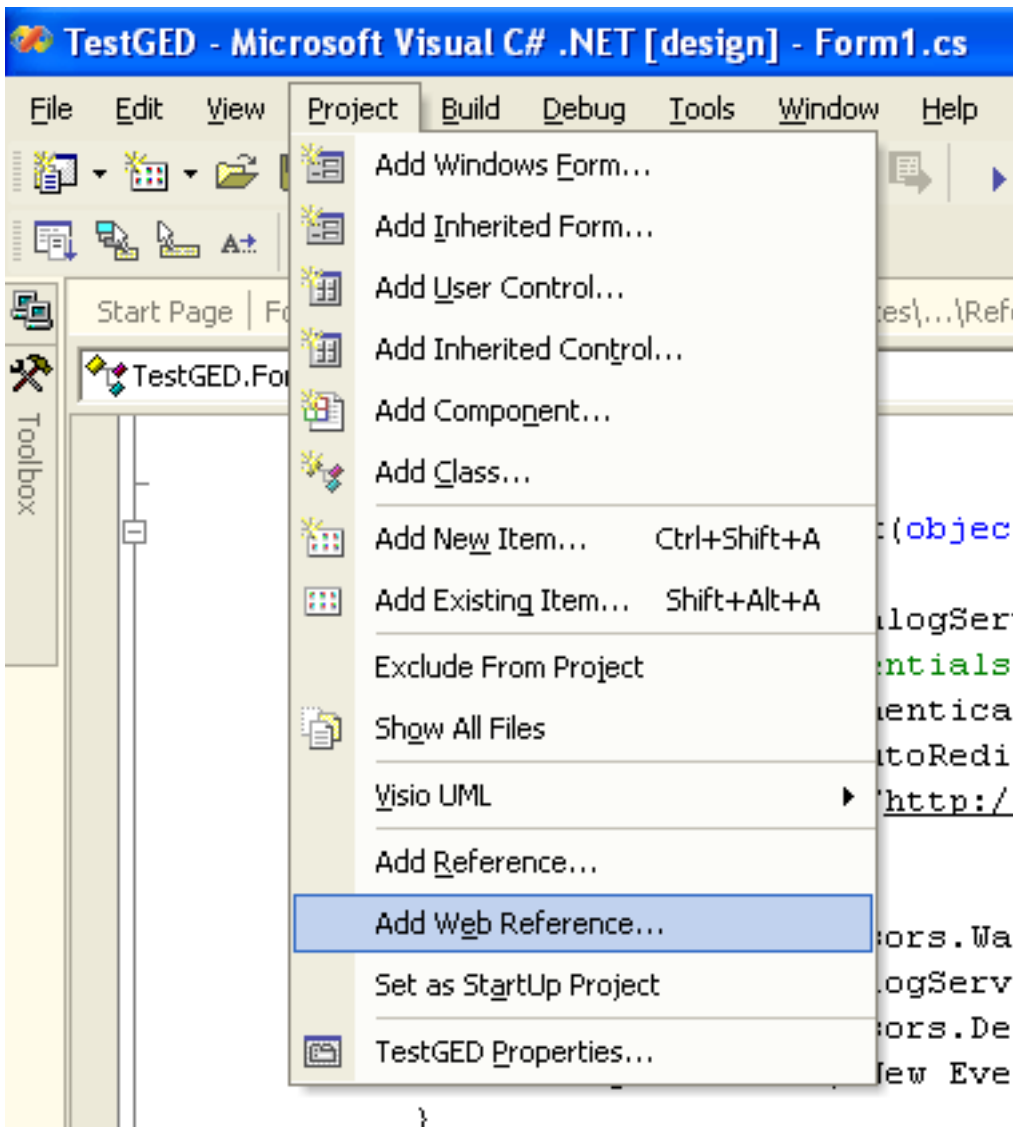 TestGED - Microsoft Visual C# .NET [design] - Form1.cs
File Edit View Project Build Debug Tools Window Help
Add Windows Form...
Add Inherited Form...
Add User Control...
Add Inherited Control...
Add Component...
Add Class...
Add New Item... Ctrl+Shift+A
Add Existing Item... Shift+Alt+A
Exclude From Project
Show All Files
Visio UML
Add Reference...
Add Web Reference...
Set as StartUp Project
TestGED Properties...
Start Page
TestGED.For
Toolbox
(objec
logSer
entials
entica
toRedi
http:/
ors.Wa
ogServ
ors.De
New Eve
}